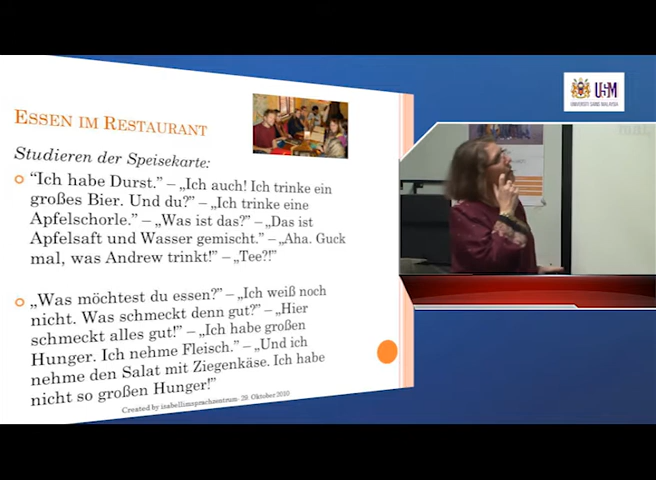 ESSEN IM RESTAURANT
Studieren der Speisekarte:
“Ich habe Durst.” – „Ich auch! Ich trinke ein
großes Bier. Und du?” – „Ich trinke eine
Apfelschorle.” – „Was ist das?” – „Das ist
Apfelsaft und Wasser gemischt.” – „Aha. Guck
mal, was Andrew trinkt!” – „Tee?!”
„Was möchtest du essen?” – „Ich weiß noch
nicht. Was schmeckt denn gut?” – „Hier
schmeckt alles gut!” – „Ich habe großen
Hunger. Ich nehme Fleisch.” – „Und ich
nehme den Salat mit Ziegenkäse. Ich habe
nicht so großen Hunger!”
Created by isabellimsprachzentrum 29. Oktober 2010
USM
UNIVERSITI SAINS MALAYSIA